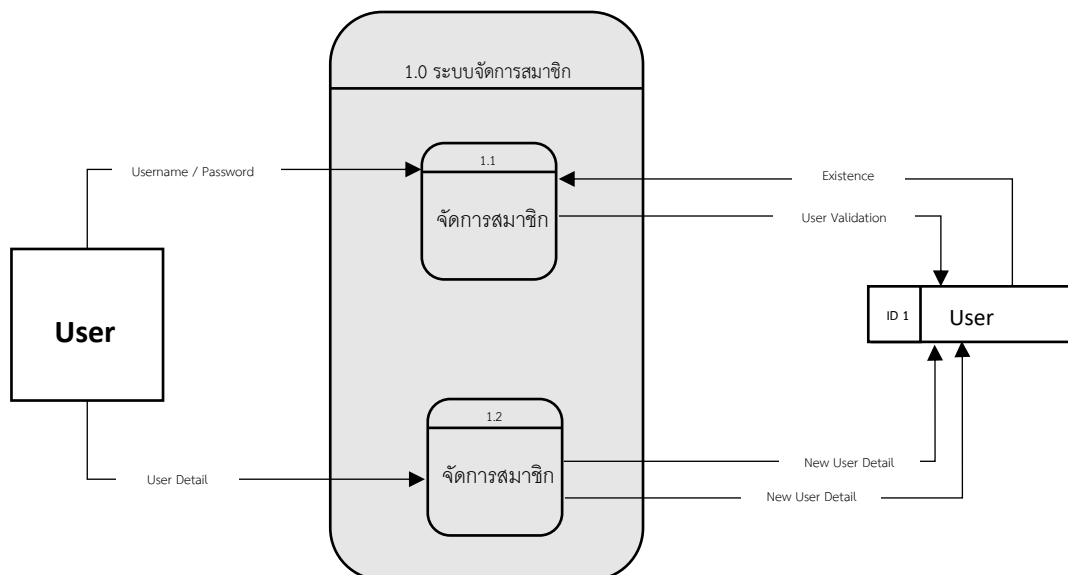 1.0 ระบบจัดการสมาชิก
1.1
Username / Password
Existence
จัดการสมาชิก
User Validation
User
ID 1
User
1.2
จัดการสมาชิก
New User Detail
User Detail
New User Detail